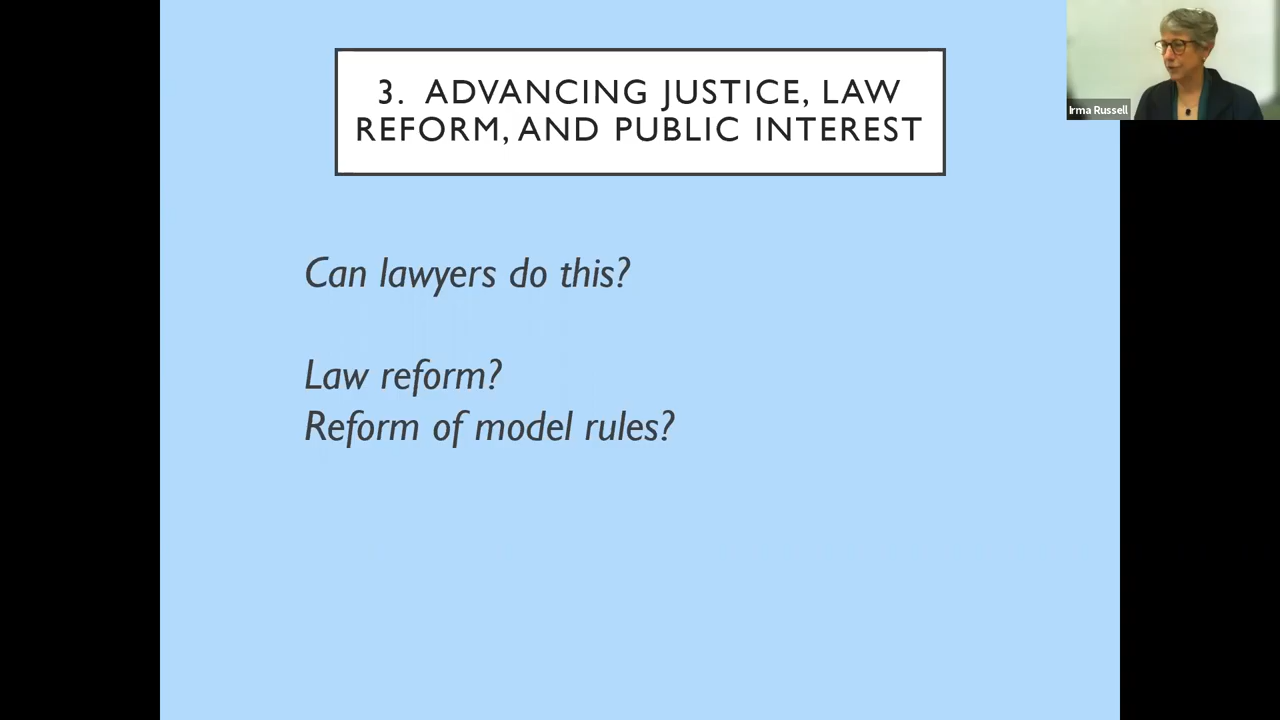 3. ADVANCING JUSTICE, LAW
REFORM, AND PUBLIC INTEREST
Irma Russell
Can lawyers do this?
Law reform?
Reform of model rules?